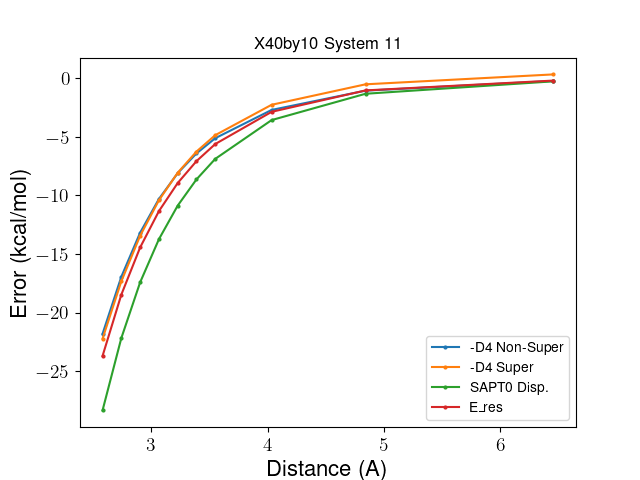 X40by10 System 11
0
−5
−10
−15
−20
−25
Error (kcal/mol)
3
4
5
6
Distance (A)
-D4 Non-Super
-D4 Super
SAPT0 Disp.
E_res